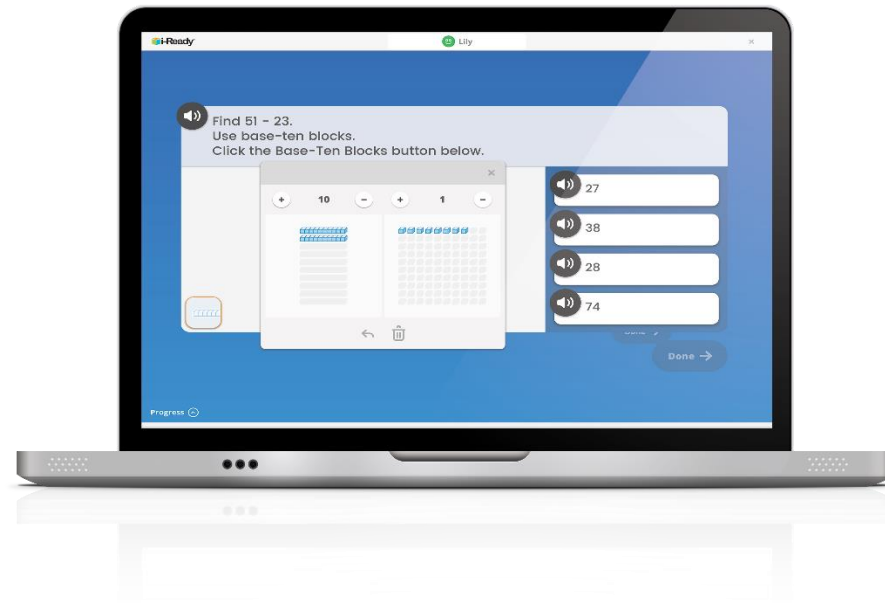 i-Ready
Lily
Find 51 – 23.
Use base-ten blocks.
Click the Base-Ten Blocks button below.
+ 10 − + 1 −
27
38
28
74
Done →
Progress